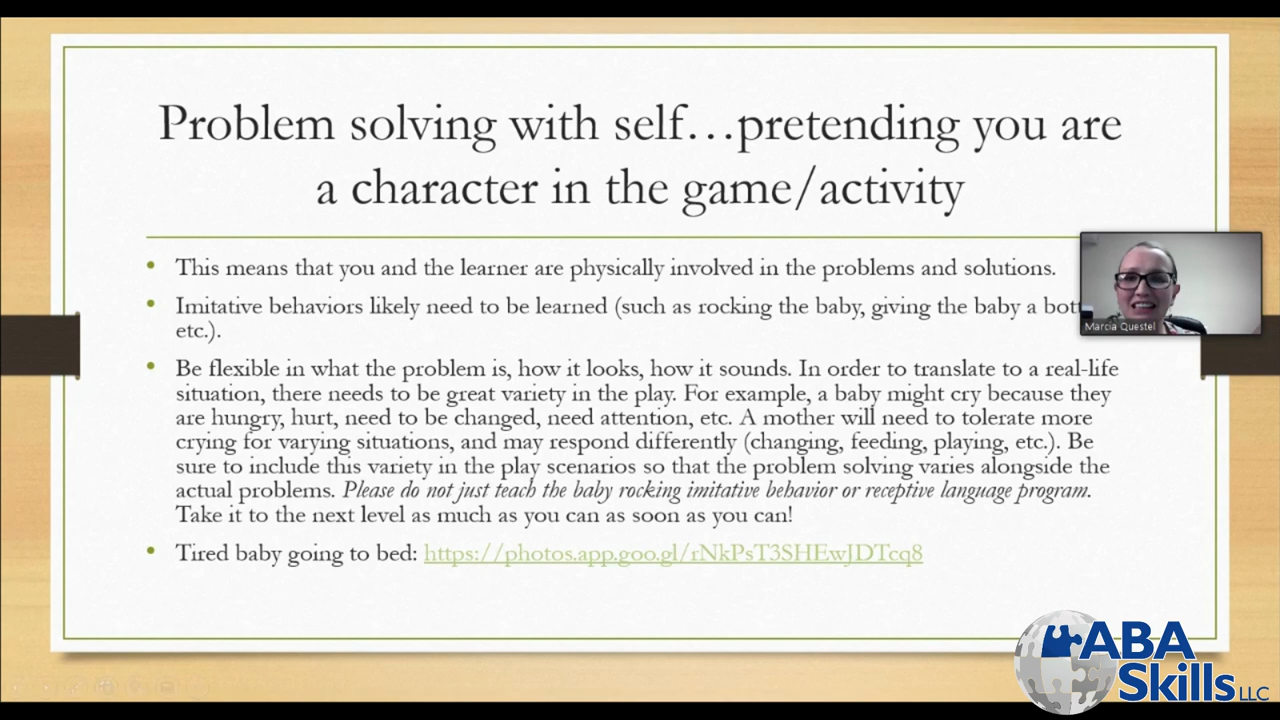 Problem solving with self…pretending you are
a character in the game/activity
• This means that you and the learner are physically involved in the problems and solutions.
• Imitative behaviors likely need to be learned (such as rocking the baby, giving the baby a
etc.).
• Be flexible in what the problem is, how it looks, how it sounds. In order to translate to a real-life
situation, there needs to be great variety in the play. For example, a baby might cry because they
are hungry, hurt, need to be changed, need attention, etc. A mother will need to tolerate more
crying for varying situations, and may respond differently (changing, feeding, playing, etc.). Be
sure to include this variety in the play scenarios so that the problem solving varies alongside the
actual problems. Please do not just teach the baby rocking imitative behavior or receptive language program.
Take it to the next level as much as you can as soon as you can!
• Tired baby going to bed: https://photos.app.goo.gl/rNkPsT3SHEwJDTcq8
Marcia Questel
ABA
Skills LLC